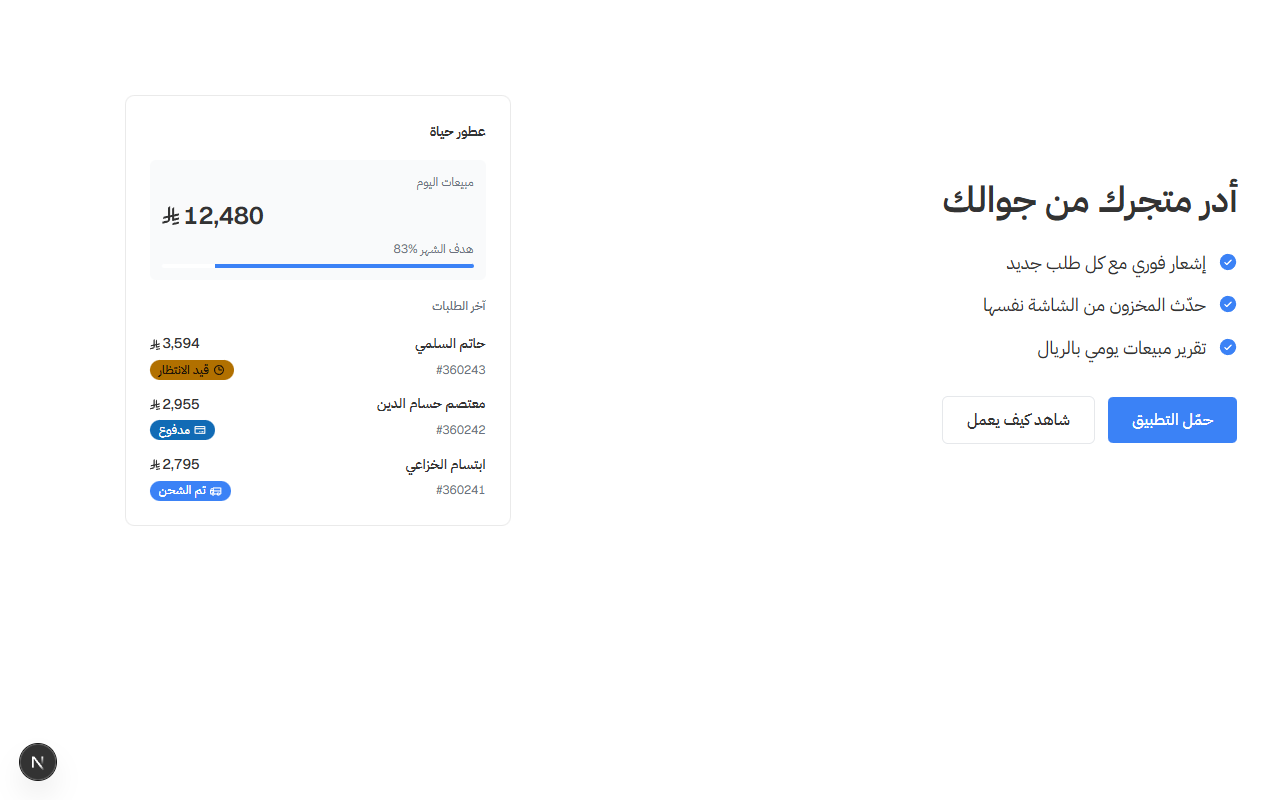 أدر متجرك من جوالك
إشعار فوري مع كل طلب جديد
حدّث المخزون من الشاشة نفسها
تقرير مبيعات يومي بالريال
حمّل التطبيق
شاهد كيف يعمل
عطور حياة
مبيعات اليوم
12,480 ⃁
هدف الشهر 83%
آخر الطلبات
حاتم السلمي
3,594 ⃁
#360243
قيد الانتظار
معتصم حسام الدين
2,955 ⃁
#360242
مدفوع
ابتسام الخزاعي
2,795 ⃁
#360241
تم الشحن
N